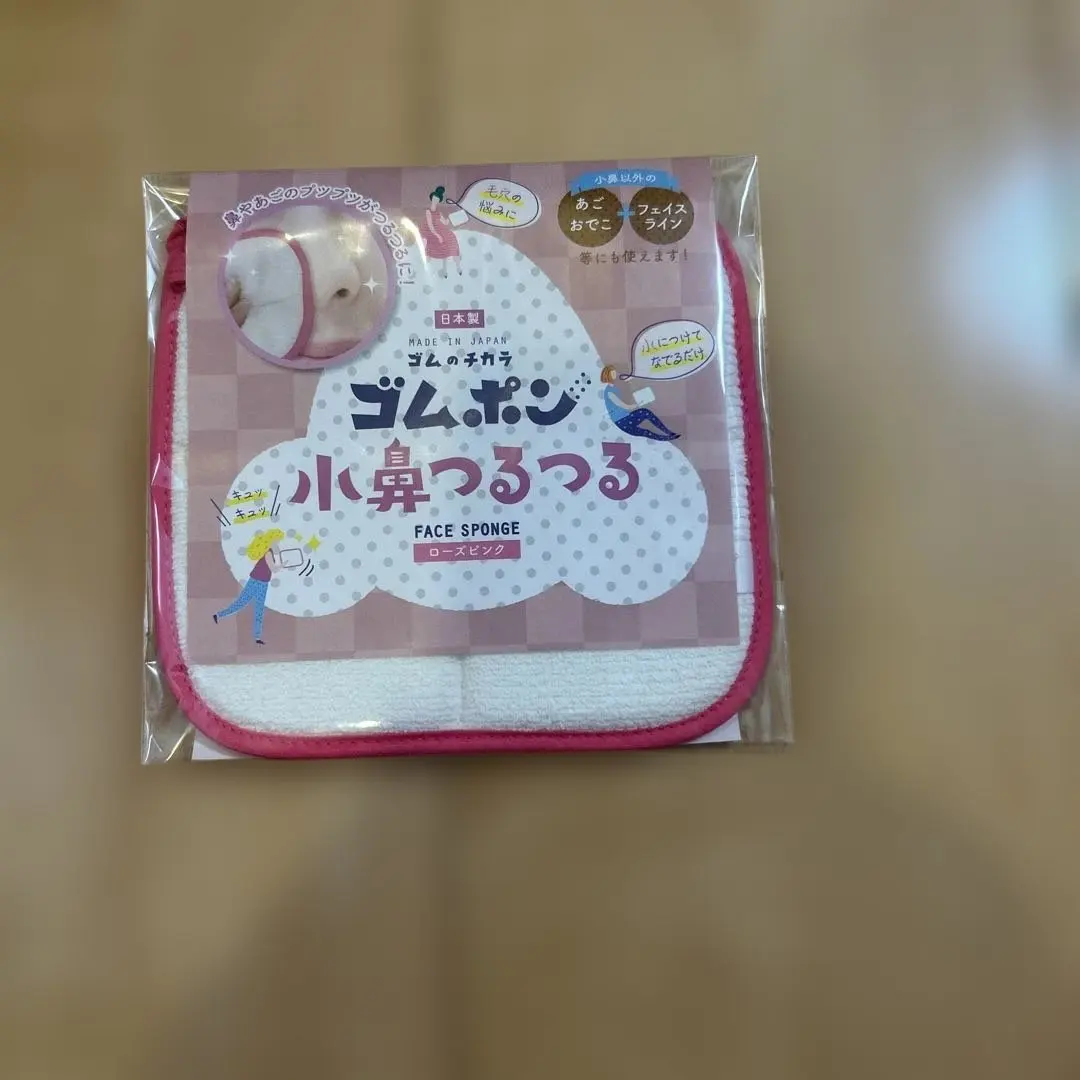 鼻やあごのブツブツがつるつるに!
毛穴の
悩みに
小鼻以外の
あご
おでこ
+
フェイス
ライン
等にも使えます!
日本製
MADE IN JAPAN
ゴムのチカラ
ゴムポン
水につけて
なでるだけ
小鼻つるつる
キュッ
キュッ
FACE SPONGE
ローズピンク